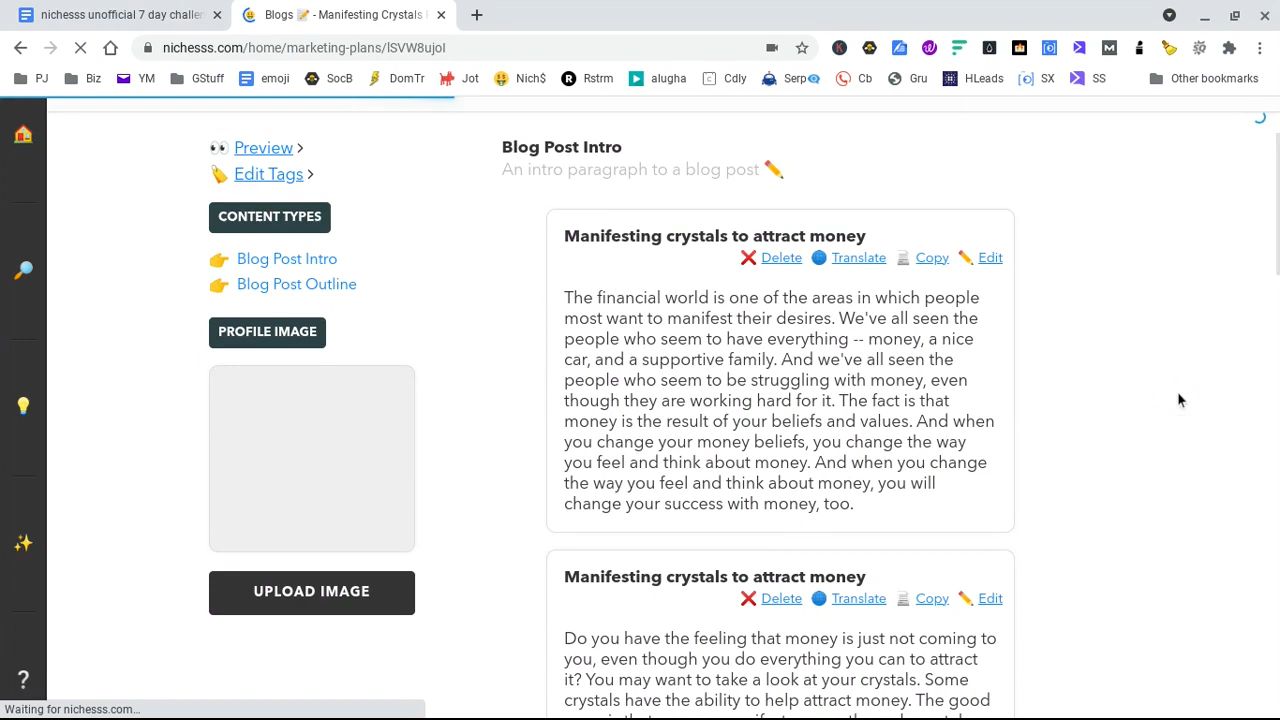 nichesss unofficial 7 day challer
Blogs 📝 - Manifesting Crystals
nichesss.com/home/marketing-plans/lSVW8ujoI
PJ Biz YM GStuff emoji SocB DomTr Jot Nich$ Rstrm alugha Cdly Serp Cb Gru HLeads SX SS Other bookmarks
👀 Preview >
🏷️ Edit Tags >
CONTENT TYPES
👉 Blog Post Intro
👉 Blog Post Outline
PROFILE IMAGE
UPLOAD IMAGE
Blog Post Intro
An intro paragraph to a blog post ✏️
Manifesting crystals to attract money
❌ Delete 🔵 Translate 📃 Copy ✏️ Edit
The financial world is one of the areas in which people
most want to manifest their desires. We've all seen the
people who seem to have everything -- money, a nice
car, and a supportive family. And we've all seen the
people who seem to be struggling with money, even
though they are working hard for it. The fact is that
money is the result of your beliefs and values. And when
you change your money beliefs, you change the way
you feel and think about money. And when you change
the way you feel and think about money, you will
change your success with money, too.
Manifesting crystals to attract money
❌ Delete 🔵 Translate 📃 Copy ✏️ Edit
Do you have the feeling that money is just not coming to
you, even though you do everything you can to attract
it? You may want to take a look at your crystals. Some
crystals have the ability to help attract money. The good
Waiting for nichesss.com...